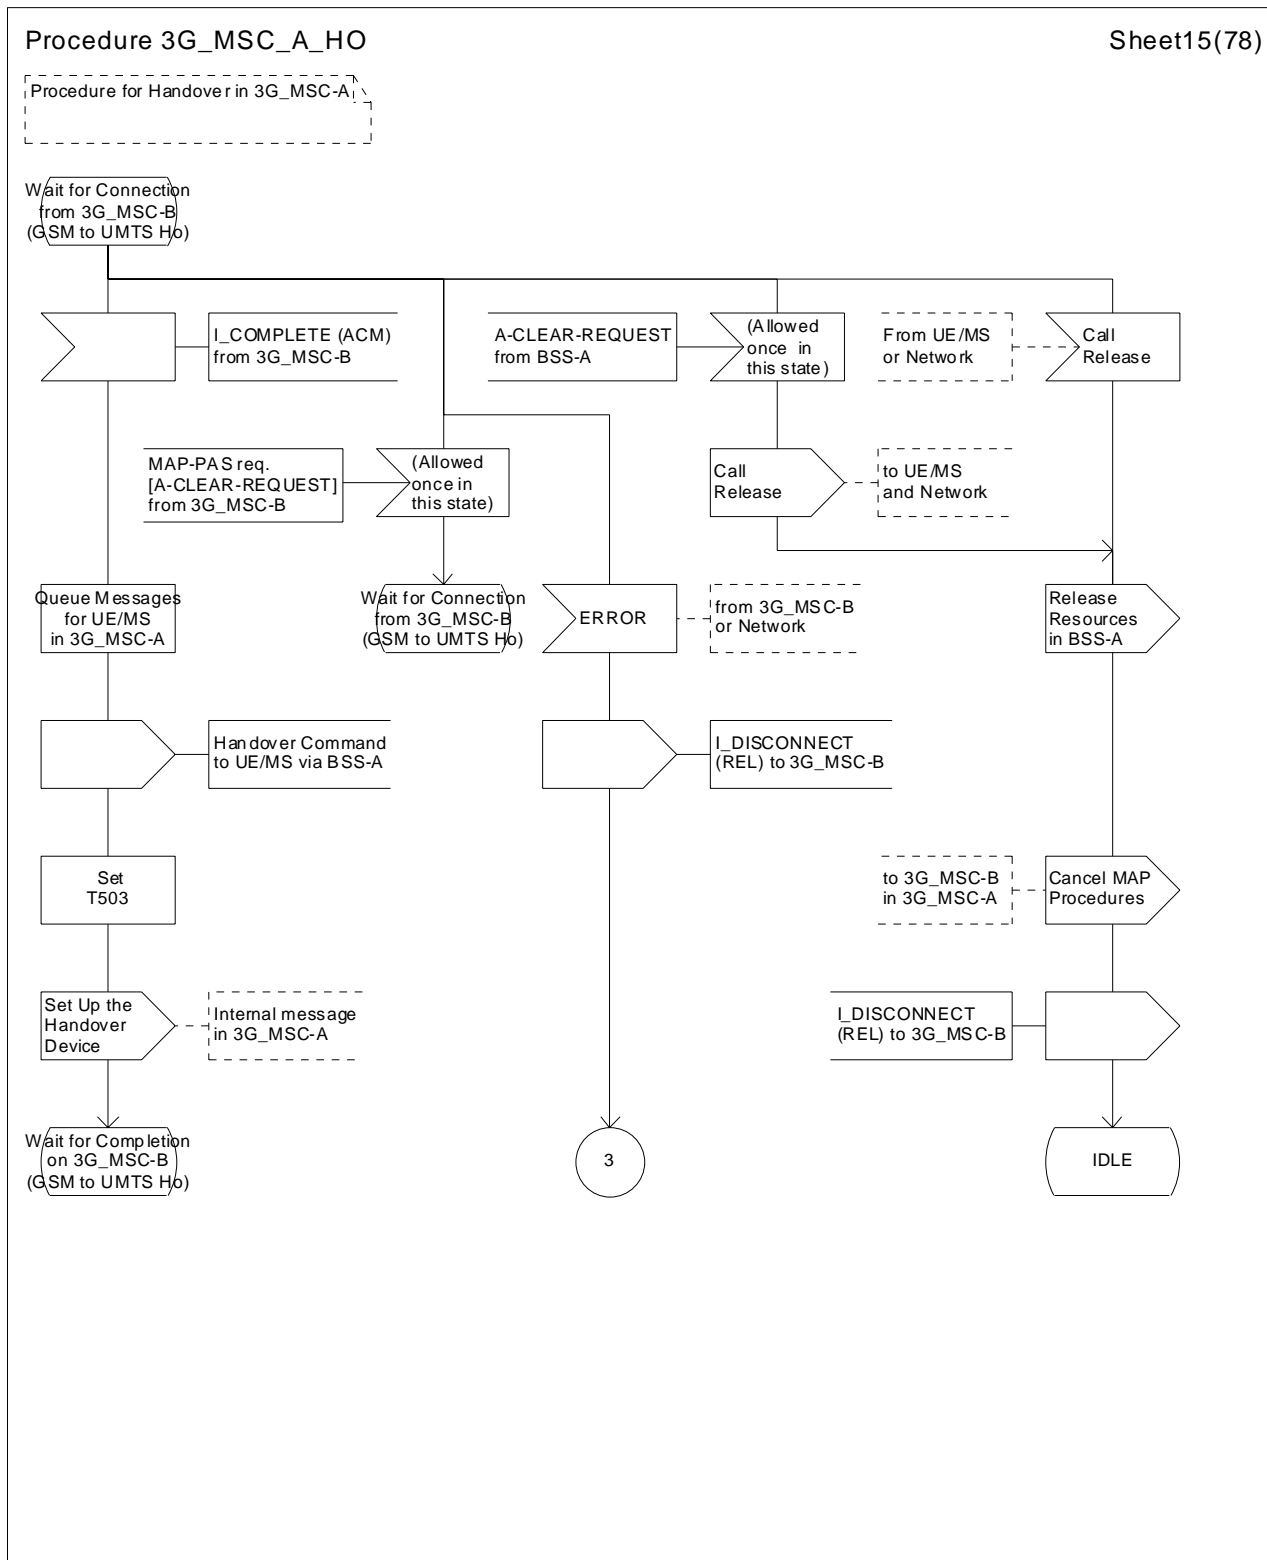 Procedure 3G_MSC_A_HO
Sheet15(78)
Procedure for Handover in 3G_MSC-A
Wait for Connection
from 3G_MSC-B
(GSM to UMTS Ho)
I_COMPLETE (ACM)
from 3G_MSC-B
A-CLEAR-REQUEST
from BSS-A
(Allowed
once in
this state)
From UE/MS
or Network
Call
Release
MAP-PAS req.
[A-CLEAR-REQUEST]
from 3G_MSC-B
(Allowed
once in
this state)
Call
Release
to UE/MS
and Network
Queue Messages
for UE/MS
in 3G_MSC-A
Wait for Connection
from 3G_MSC-B
(GSM to UMTS Ho)
ERROR
from 3G_MSC-B
or Network
Release
Resources
in BSS-A
Handover Command
to UE/MS via BSS-A
I_DISCONNECT
(REL) to 3G_MSC-B
Set
T503
to 3G_MSC-B
in 3G_MSC-A
Cancel MAP
Procedures
Set Up the
Handover
Device
Internal message
in 3G_MSC-A
I_DISCONNECT
(REL) to 3G_MSC-B
Wait for Completion
on 3G_MSC-B
(GSM to UMTS Ho)
3
IDLE